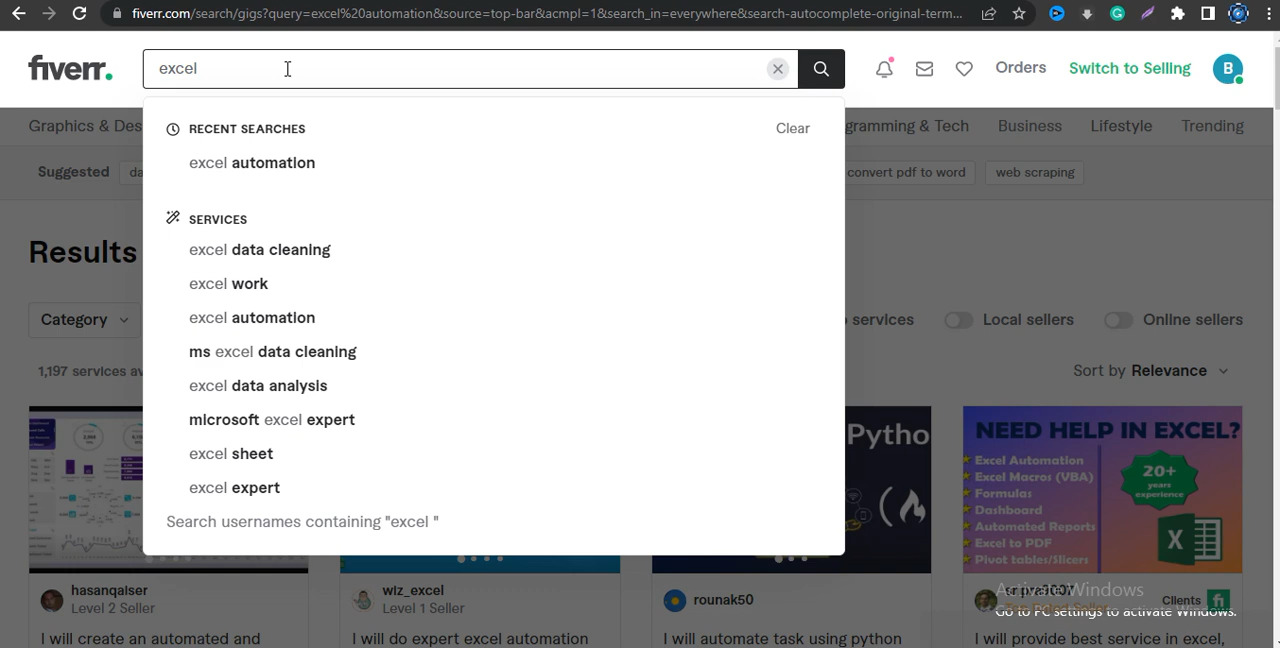 fiverr.com/search/gigs?query=excel%20automation&source=top-bar&acmpl=1&search_in=everywhere&search-autocomplete-original-term...
fiverr.
excel
Orders
Switch to Selling
B
Graphics & Des
gramming & Tech
Business
Lifestyle
Trending
RECENT SEARCHES
Clear
excel automation
Suggested
da
convert pdf to word
web scraping
SERVICES
excel data cleaning
excel work
excel automation
ms excel data cleaning
excel data analysis
microsoft excel expert
excel sheet
excel expert
Search usernames containing "excel "
Results
Category
services
Local sellers
Online sellers
1,197 services av
Sort by Relevance
Pytho
NEED HELP IN EXCEL?
Excel Automation
Excel Macros (VBA)
Formulas
Dashboard
Automated Reports
Excel to PDF
Pivot tables/Slicers
20+
years
experience
X
hasanqaiser
Level 2 Seller
wiz_excel
Level 1 Seller
rounak50
Clients
fi
Activate Windows
Go to PC settings to activate Windows.
I will create an automated and
I will do expert excel automation
I will automate task using python
I will provide best service in excel,